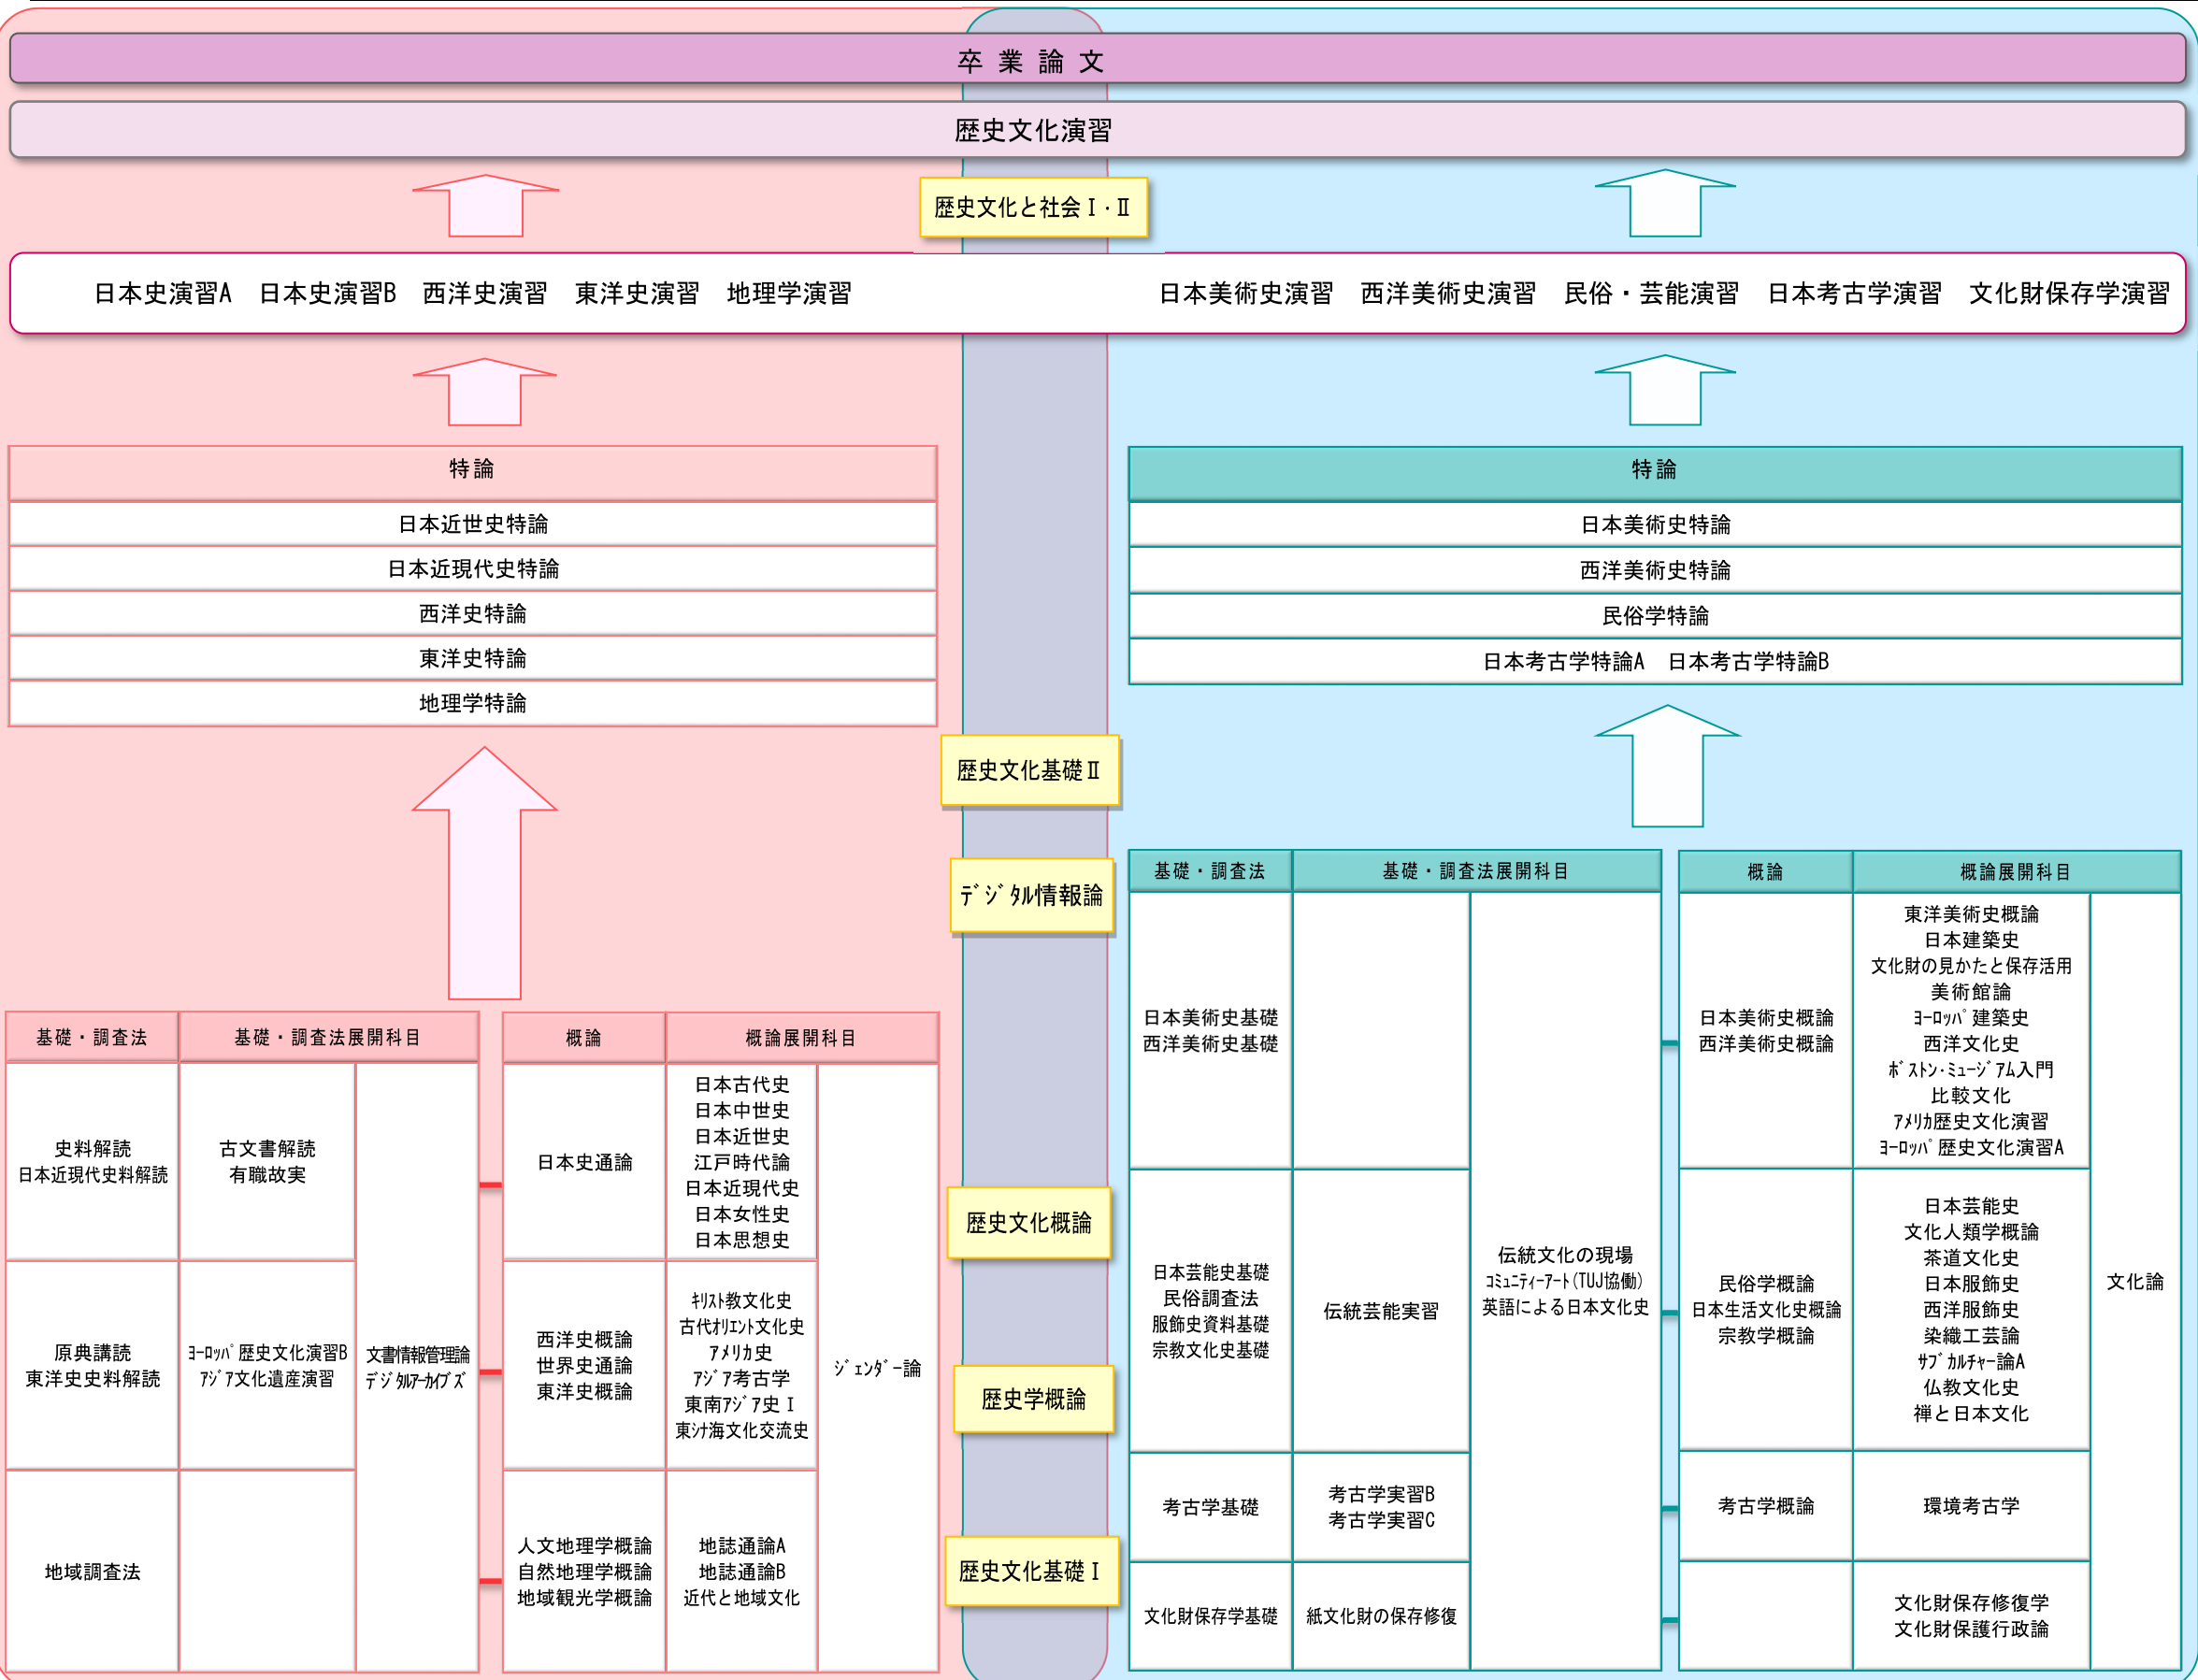 卒業論文
歴史文化演習
歴史文化と社会Ⅰ・Ⅱ
日本史演習A　日本史演習B　西洋史演習　東洋史演習　地理学演習
日本美術史演習　西洋美術史演習　民俗・芸能演習　日本考古学演習　文化財保存学演習
特論
日本近世史特論
日本近現代史特論
西洋史特論
東洋史特論
地理学特論
特論
日本美術史特論
西洋美術史特論
民俗学特論
日本考古学特論A　日本考古学特論B
歴史文化基礎Ⅱ
ﾃﾞｼﾞﾀﾙ情報論
歴史文化概論
歴史学概論
歴史文化基礎Ⅰ
基礎・調査法
基礎・調査法展開科目
史料解読
日本近現代史料解読
古文書解読
有職故実
原典講読
東洋史史料解読
ﾖｰﾛｯﾊﾟ歴史文化演習B
ｱｼﾞｱ文化遺産演習
地域調査法
文書情報管理論
ﾃﾞｼﾞﾀﾙｱｰｶｲﾌﾞｽﾞ
概論
概論展開科目
日本史通論
日本古代史
日本中世史
日本近世史
江戸時代論
日本近現代史
日本女性史
日本思想史
西洋史概論
世界史通論
東洋史概論
ｷﾘｽﾄ教文化史
古代ｵﾘｴﾝﾄ文化史
ｱﾒﾘｶ史
ｱｼﾞｱ考古学
東南ｱｼﾞｱ史Ⅰ
東ｼﾅ海文化交流史
人文地理学概論
自然地理学概論
地域観光学概論
地誌通論A
地誌通論B
近代と地域文化
ｼﾞｪﾝﾀﾞｰ論
基礎・調査法
基礎・調査法展開科目
日本美術史基礎
西洋美術史基礎
日本芸能史基礎
民俗調査法
服飾史資料基礎
宗教文化史基礎
伝統芸能実習
考古学基礎
考古学実習B
考古学実習C
文化財保存学基礎
紙文化財の保存修復
伝統文化の現場
ｺﾐｭﾆﾃｨｰｱｰﾄ(TUJ協働)
英語による日本文化史
概論
概論展開科目
日本美術史概論
西洋美術史概論
東洋美術史概論
日本建築史
文化財の見かたと保存活用
美術館論
ﾖｰﾛｯﾊﾟ建築史
西洋文化史
ﾎﾞｽﾄﾝ･ﾐｭｰｼﾞｱﾑ入門
比較文化
ｱﾒﾘｶ歴史文化演習
ﾖｰﾛｯﾊﾟ歴史文化演習A
民俗学概論
日本生活文化史概論
宗教学概論
日本芸能史
文化人類学概論
茶道文化史
日本服飾史
西洋服飾史
染織工芸論
ｻﾌﾞｶﾙﾁｬｰ論A
仏教文化史
禅と日本文化
考古学概論
環境考古学
文化財保存修復学
文化財保護行政論
文化論